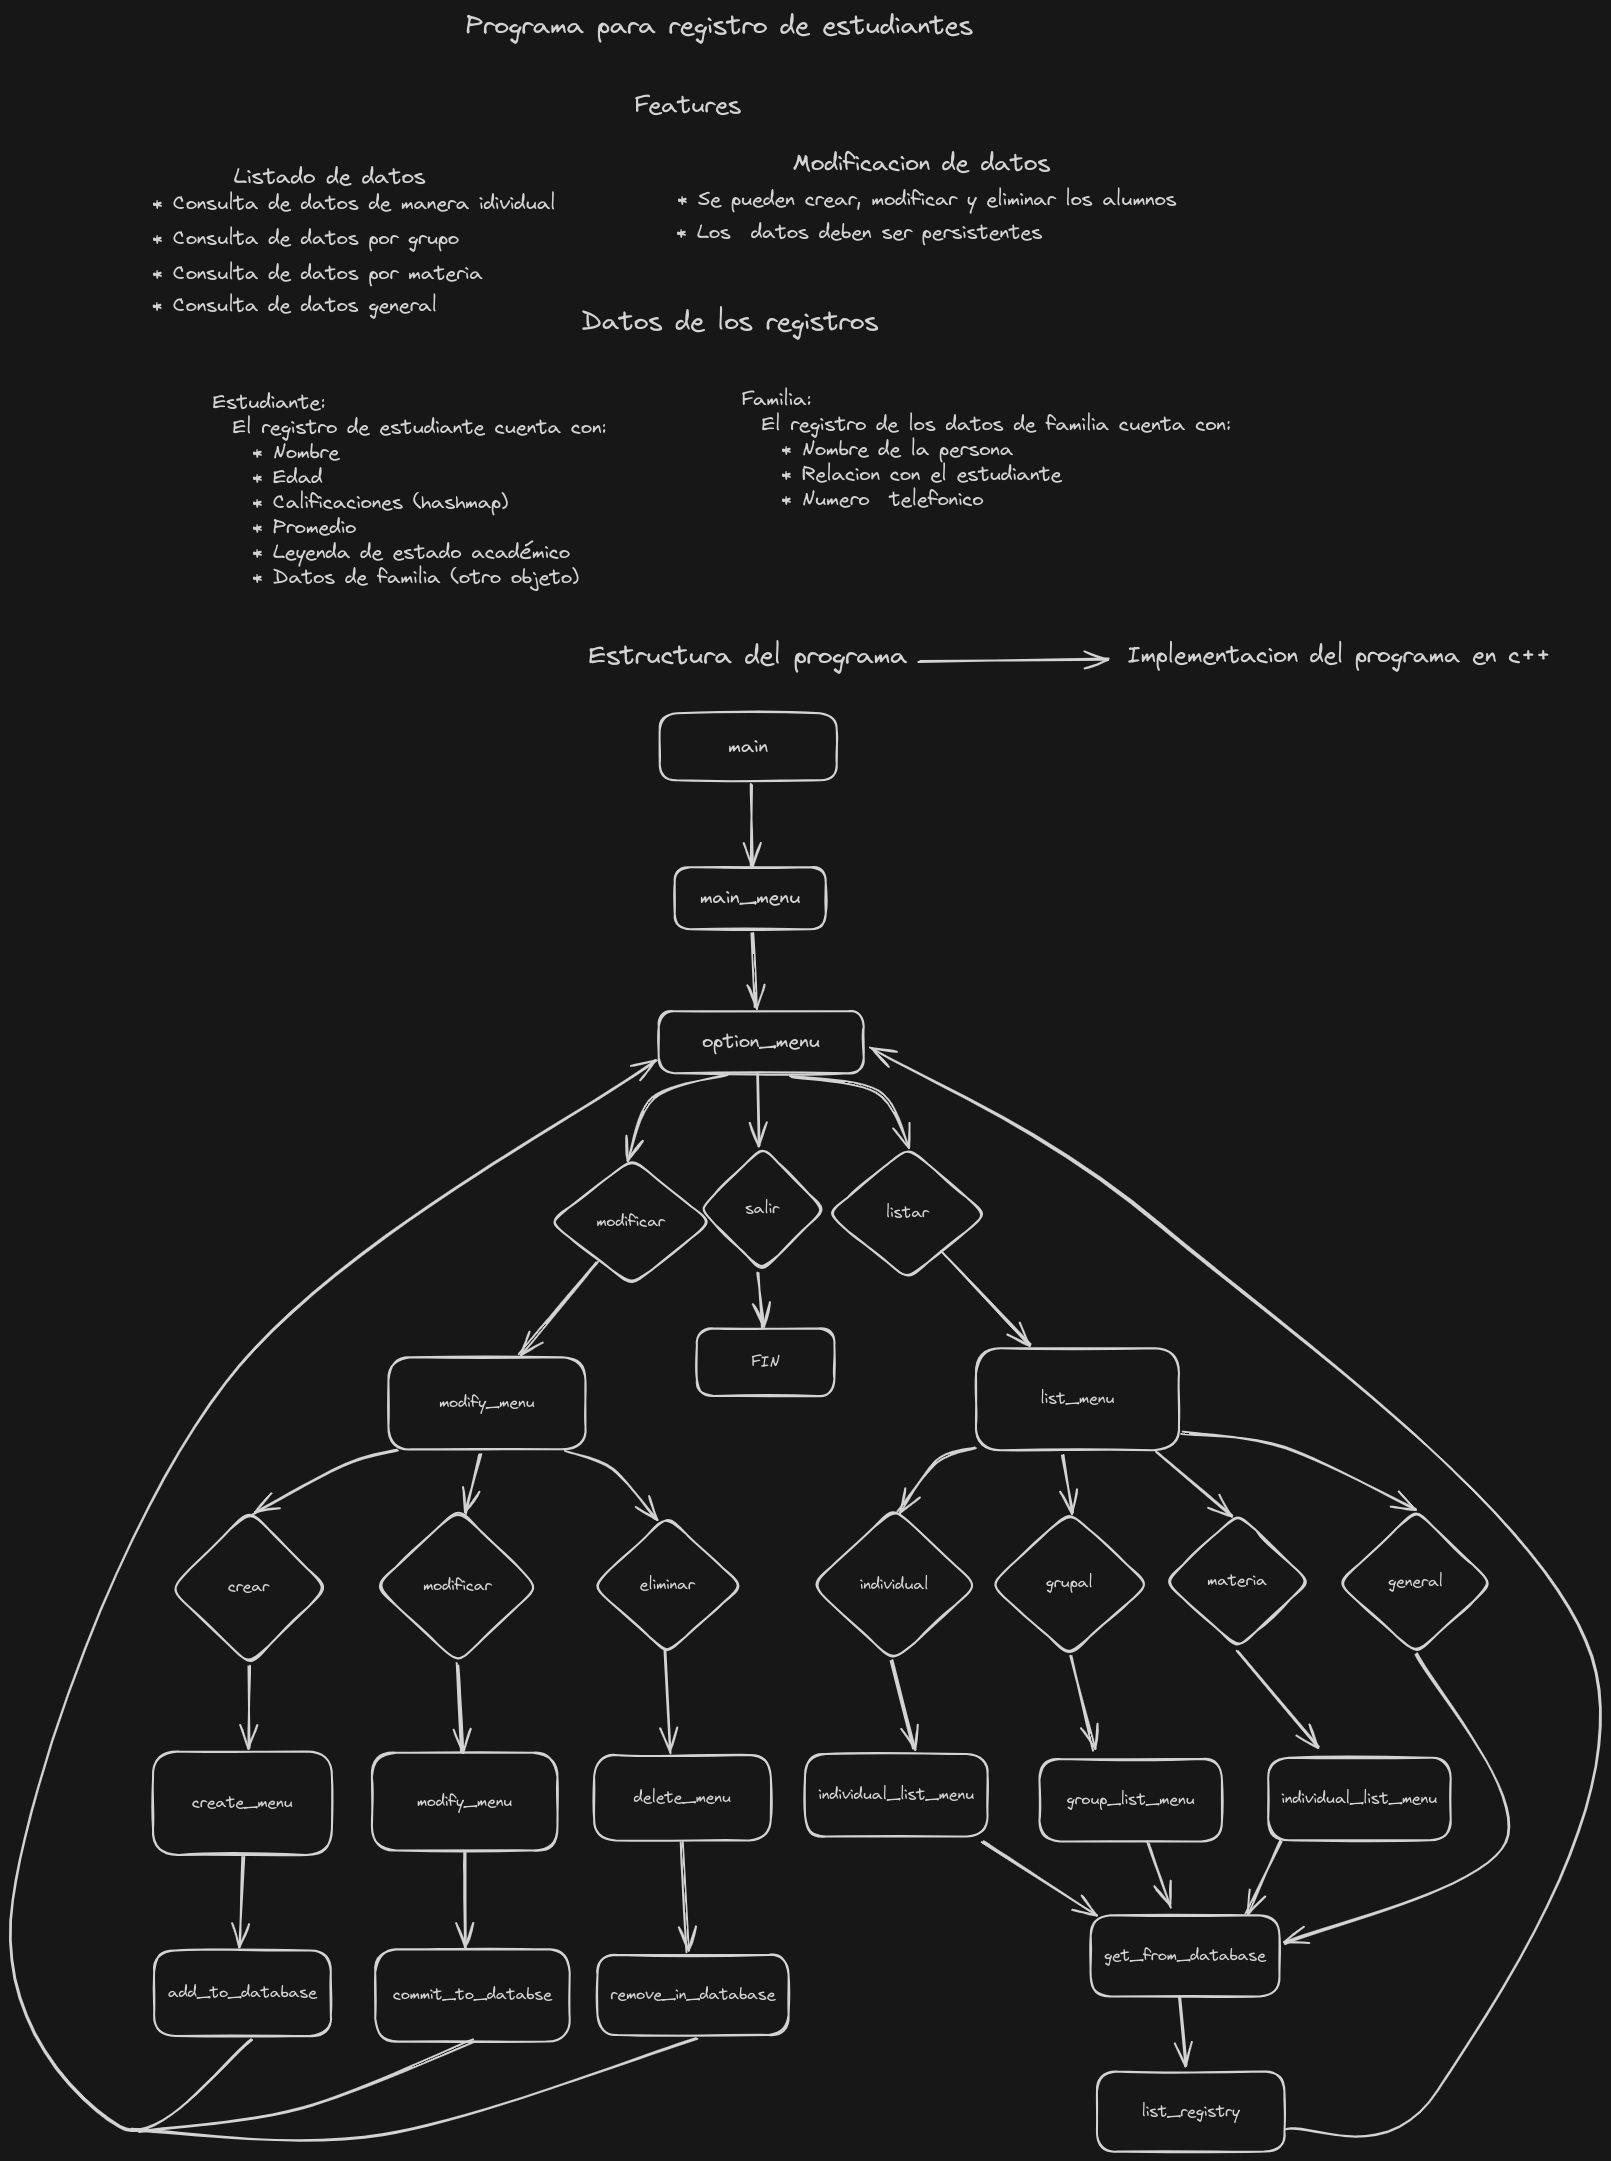 Programa para registro de estudiantes
Features
Listado de datos
* Consulta de datos de manera idividual
* Consulta de datos por grupo
* Consulta de datos por materia
* Consulta de datos general
Modificacion de datos
* Se pueden crear, modificar y eliminar los alumnos
* Los datos deben ser persistentes
Datos de los registros
Estudiante:
El registro de estudiante cuenta con:
* Nombre
* Edad
* Calificaciones (hashmap)
* Promedio
* Leyenda de estado académico
* Datos de familia (otro objeto)
Familia:
El registro de los datos de familia cuenta con:
* Nombre de la persona
* Relacion con el estudiante
* Numero telefonico
Estructura del programa
Implementacion del programa en c++
main
main_menu
option_menu
modificar
salir
listar
FIN
modify_menu
list_menu
crear
modificar
eliminar
individual
grupal
materia
general
create_menu
modify_menu
delete_menu
individual_list_menu
group_list_menu
individual_list_menu
add_to_database
commit_to_databse
remove_in_database
get_from_database
list_registry